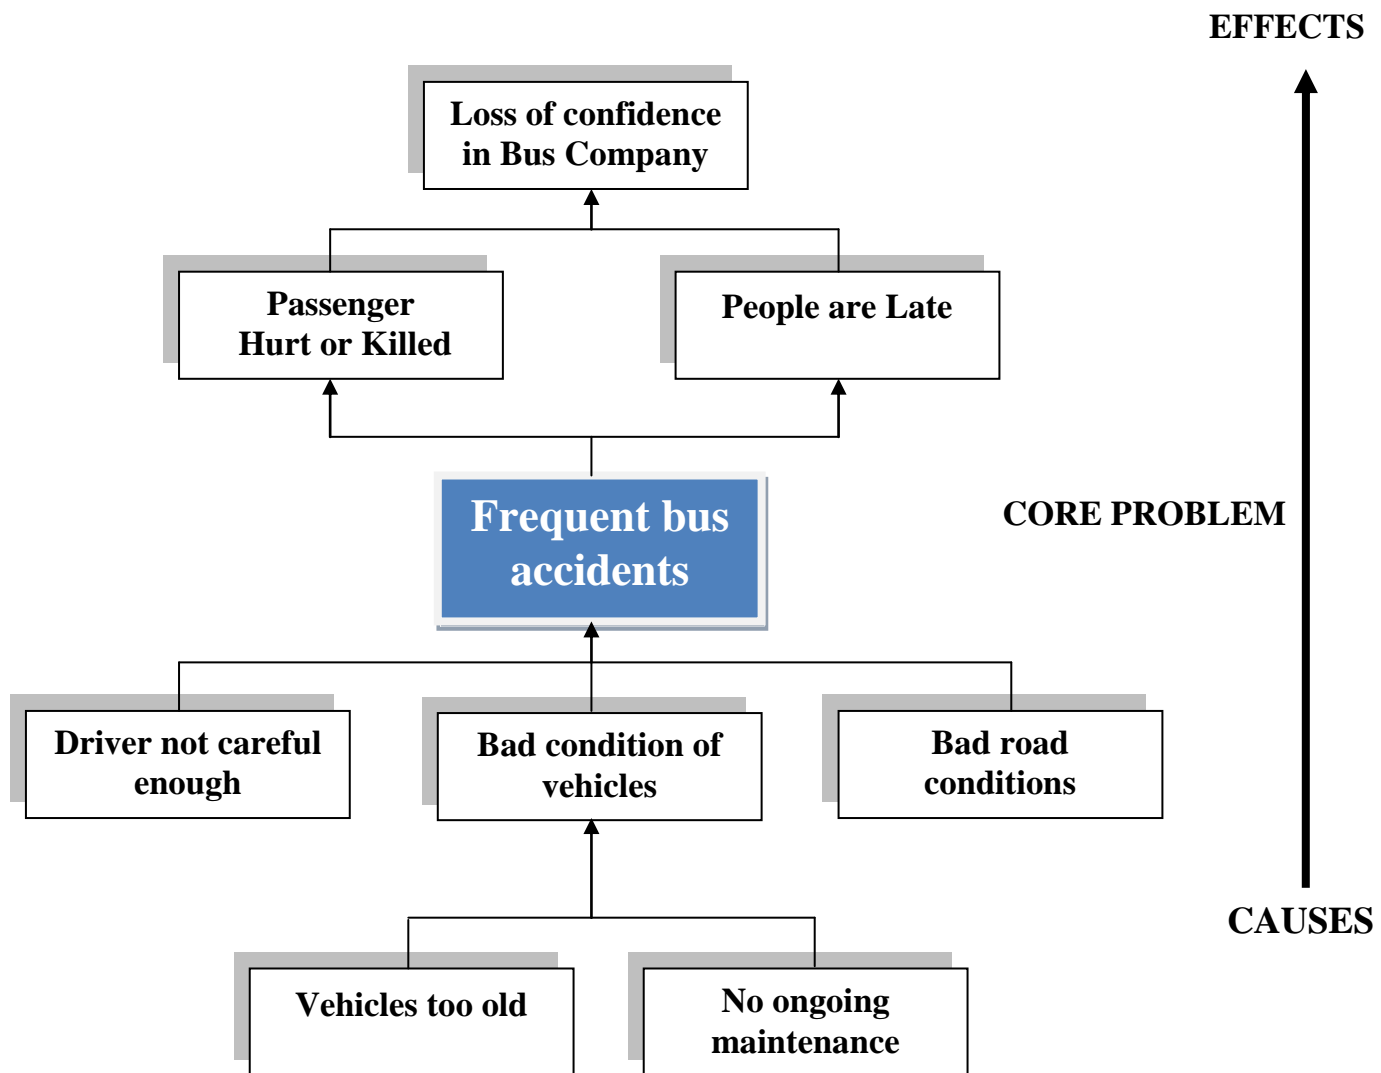 EFFECTS
Loss of confidence
in Bus Company
Passenger
Hurt or Killed
People are Late
Frequent bus
accidents
CORE PROBLEM
Driver not careful
enough
Bad condition of
vehicles
Bad road
conditions
CAUSES
Vehicles too old
No ongoing
maintenance